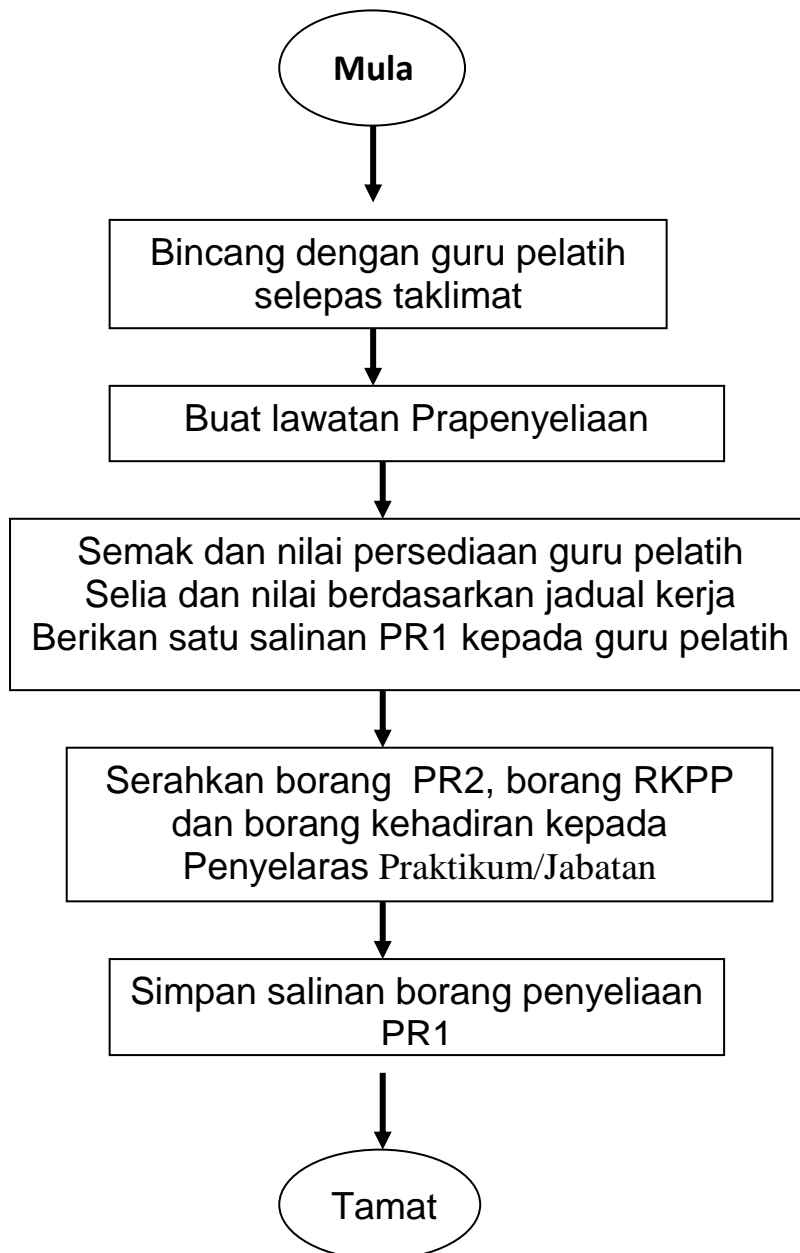 Mula
Bincang dengan guru pelatih
selepas taklimat
Buat lawatan Prapenyeliaan
Semak dan nilai persediaan guru pelatih
Selia dan nilai berdasarkan jadual kerja
Berikan satu salinan PR1 kepada guru pelatih
Serahkan borang PR2, borang RKPP
dan borang kehadiran kepada
Penyelaras Praktikum/Jabatan
Simpan salinan borang penyeliaan
PR1
Tamat